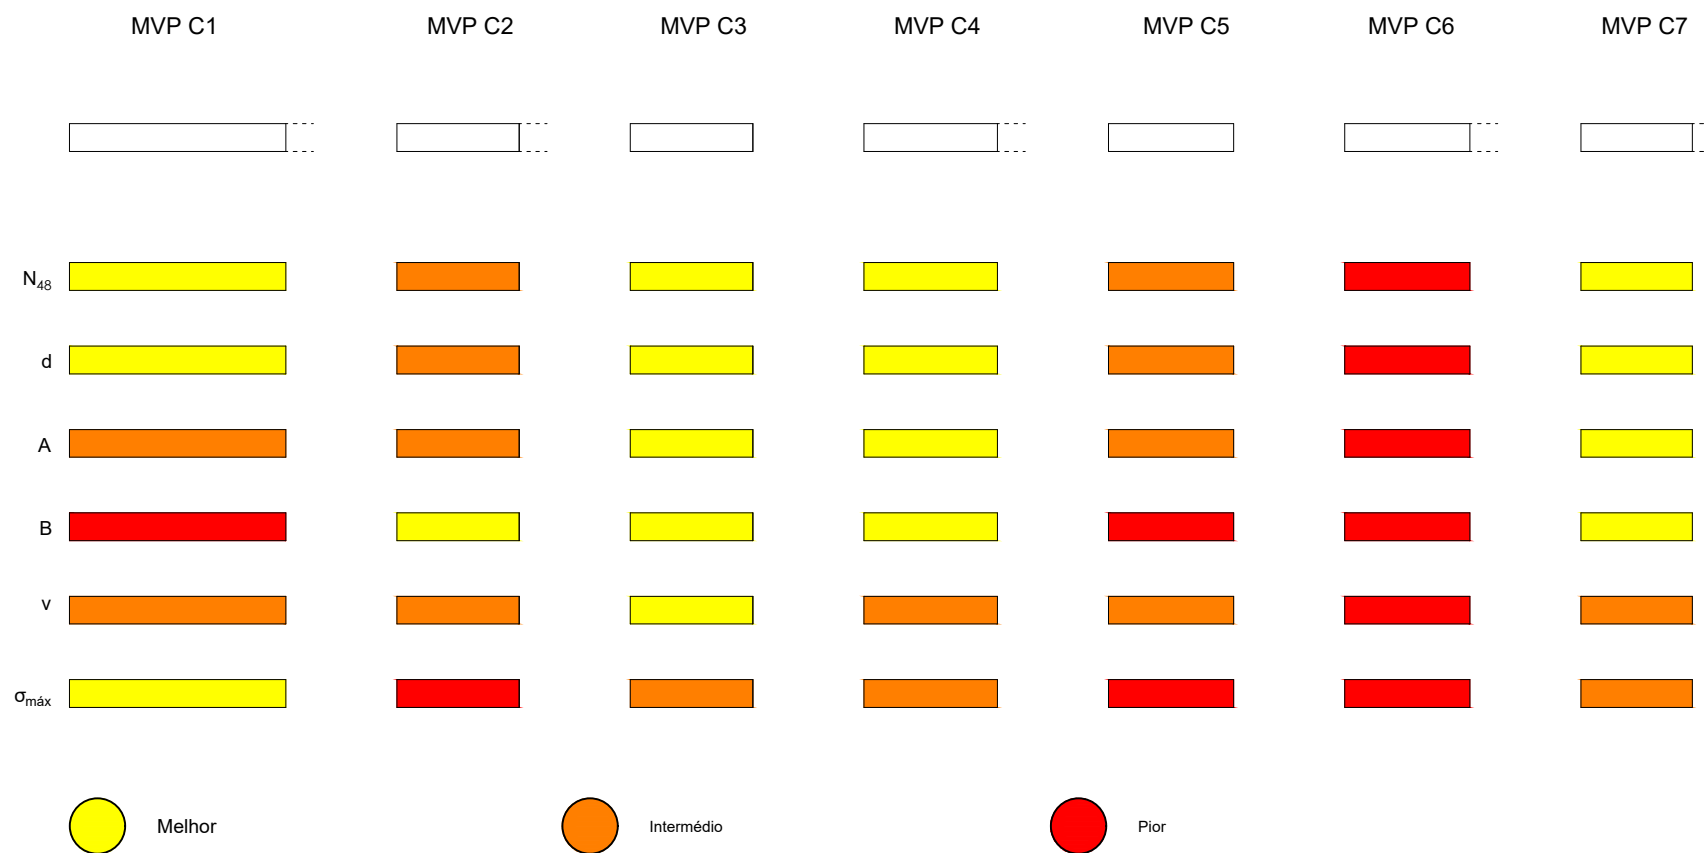 MVP C1 MVP C2 MVP C3 MVP C4 MVP C5 MVP C6 MVP C7
N₄₈
d
A
B
v
σmáx
Melhor Intermédio Pior